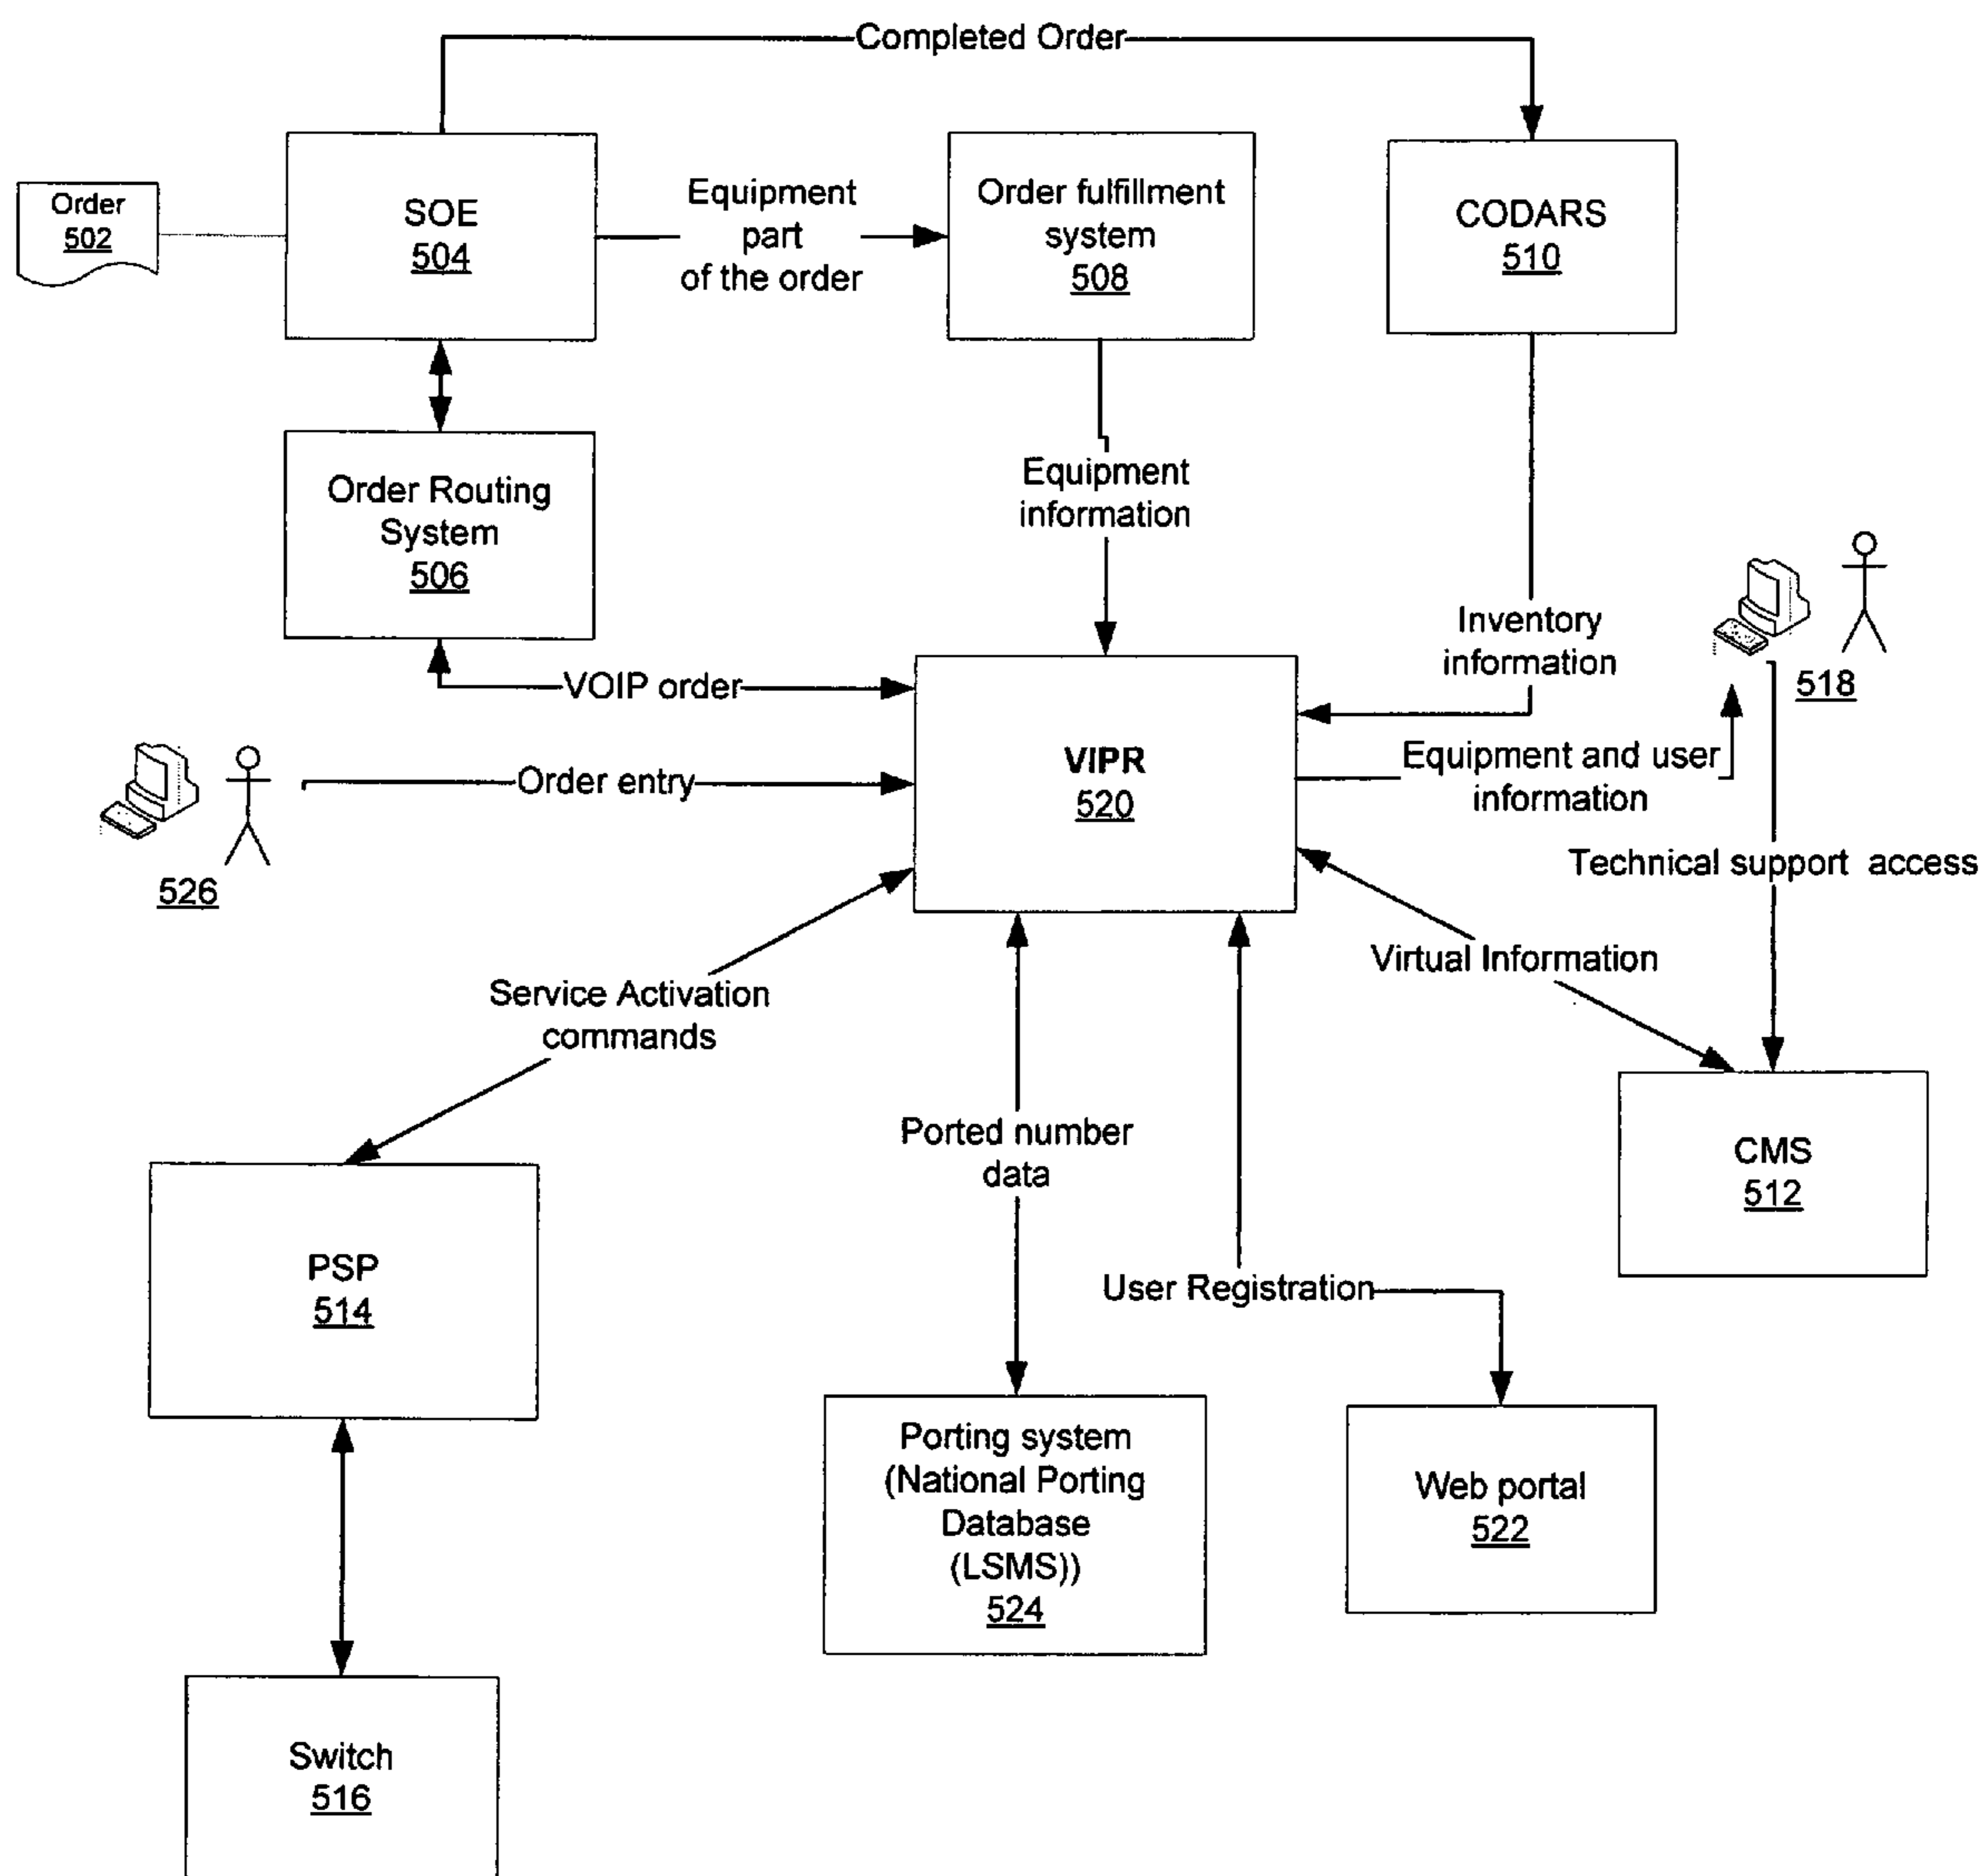 Completed Order
Order
502
SOE
504
Equipment
part
of the order
Order fulfillment
system
508
CODARS
510
Order Routing
System
506
Equipment
information
Inventory
information
518
VOIP order
VIPR
520
Equipment and user
information
Order entry
526
Technical support access
Virtual Information
Service Activation
commands
Ported number
data
CMS
512
PSP
514
User Registration
Porting system
(National Porting
Database
(LSMS))
524
Web portal
522
Switch
516